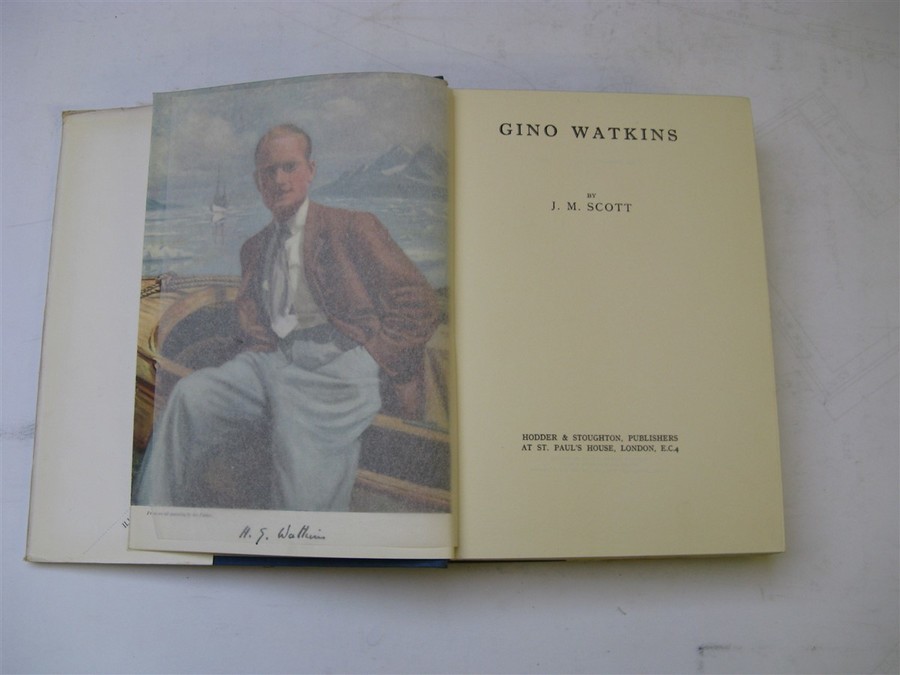 H. G. Watkins
GINO WATKINS
BY
J. M. SCOTT
HODDER & STOUGHTON, PUBLISHERS
AT ST. PAUL'S HOUSE, LONDON, E.C.4